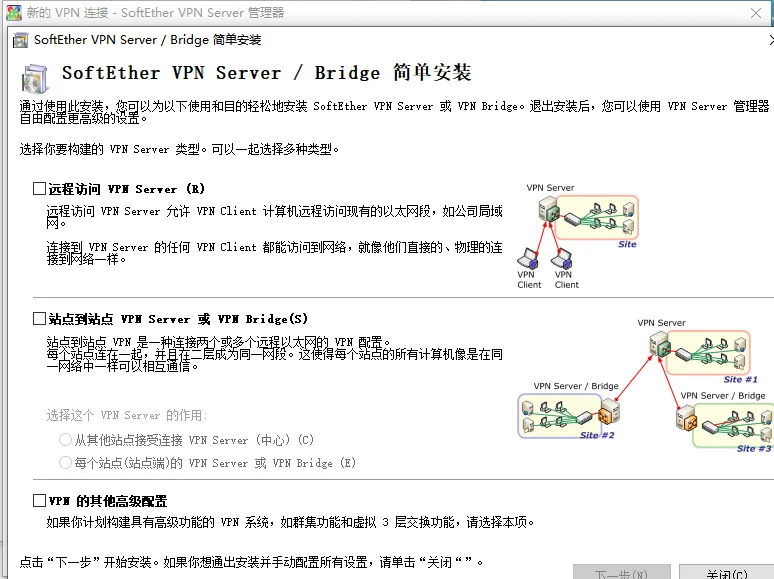 新的 VPN 连接 - SoftEther VPN Server 管理器
SoftEther VPN Server / Bridge 简单安装
SoftEther VPN Server / Bridge 简单安装
通过使用此安装，您可以为以下使用和目的轻松地安装 SoftEther VPN Server 或 VPN Bridge。退出安装后，您可以使用 VPN Server 管理器
自由配置更高级的设置。
选择你要构建的 VPN Server 类型。可以一起选择多种类型。
远程访问 VPN Server (R)
远程访问 VPN Server 允许 VPN Client 计算机远程访问现有的以太网段，如公司局域
网。
连接到 VPN Server 的任何 VPN Client 都能访问到网络，就像他们直接的、物理的连
接到网络一样。
VPN Server
Site
VPN
Client
VPN
Client
站点到站点 VPN Server 或 VPN Bridge(S)
站点到站点 VPN 是一种连接两个或多个远程以太网的 VPN 配置。
每个站点连在一起，并且在二层成为同一网段。这使得每个站点的所有计算机像是在同
一网络中一样可以相互通信。
选择这个 VPN Server 的作用:
从其他站点接受连接 VPN Server (中心) (C)
每个站点(站点端)的 VPN Server 或 VPN Bridge (E)
VPN Server
Site #1
VPN Server / Bridge
Site #2
VPN Server / Bridge
Site #3
VPN 的其他高级配置
如果你计划构建具有高级功能的 VPN 系统，如群集功能和虚拟 3 层交换功能，请选择本项。
点击“下一步”开始安装。如果你想通出安装并手动配置所有设置，请单击“关闭“ ”。
下一步(N)
关闭(C)